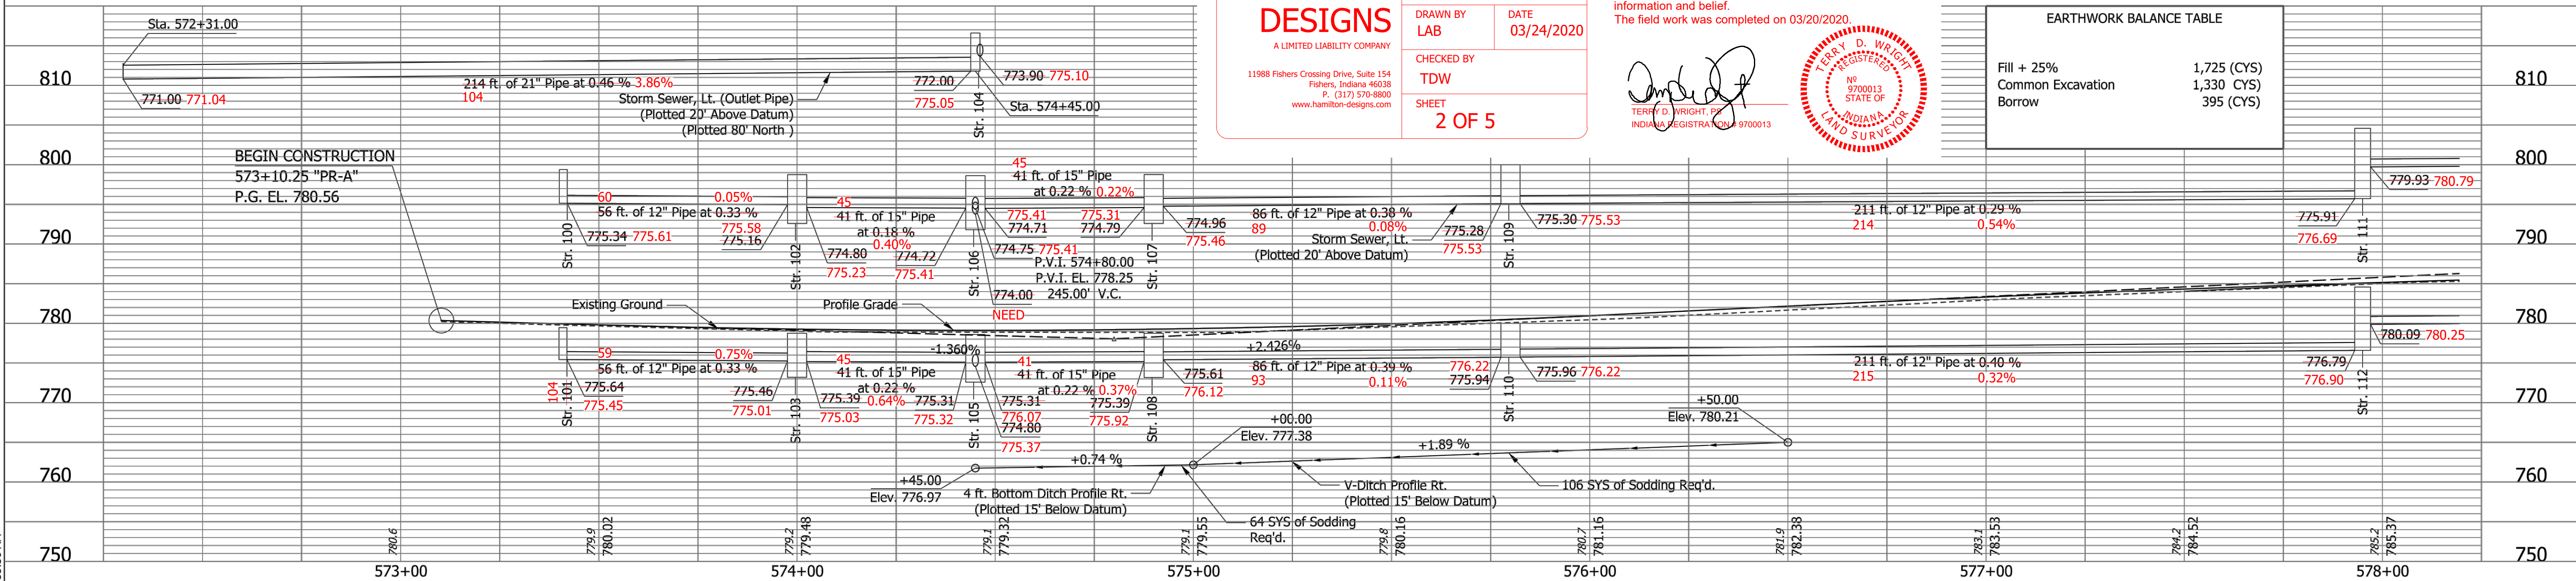 Sta. 572+31.00
810
771.00 771.04
214 ft. of 21" Pipe at 0.46 % 3.86%
104
Storm Sewer, Lt. (Outlet Pipe)
(Plotted 20' Above Datum)
(Plotted 80' North )
772.00
775.05
Str. 104
773.90 775.10
Sta. 574+45.00
DESIGNS
A LIMITED LIABILITY COMPANY
11988 Fishers Crossing Drive, Suite 154
Fishers, Indiana 46038
P. (317) 570-8800
www.hamilton-designs.com
DRAWN BY
LAB
DATE
03/24/2020
CHECKED BY
TDW
SHEET
2 OF 5
information and belief.
The field work was completed on 03/20/2020.
TERRY D. WRIGHT, PS
INDIANA REGISTRATION # 9700013
TERRY D. WRIGHT
REGISTERED
Nº
9700013
STATE OF
INDIANA
LAND SURVEYOR
EARTHWORK BALANCE TABLE
Fill + 25% 1,725 (CYS)
Common Excavation 1,330 CYS)
Borrow 395 (CYS)
810
800
BEGIN CONSTRUCTION
573+10.25 "PR-A"
P.G. EL. 780.56
800
790
Str. 100
60 0.05%
56 ft. of 12" Pipe at 0.33 %
775.34 775.61
775.58
775.16
Str. 102
45
41 ft. of 15" Pipe
at 0.18 %
0.40%
774.80
775.23
774.72
775.41
Str. 106
45
41 ft. of 15" Pipe
at 0.22 % 0.22%
775.41
774.71
775.31
774.79
774.75 775.41
P.V.I. 574+80.00
P.V.I. EL. 778.25
245.00' V.C.
774.00
NEED
Str. 107
774.96
775.46
86 ft. of 12" Pipe at 0.38 %
89 0.08%
Storm Sewer, Lt.
(Plotted 20' Above Datum)
775.28
775.53
Str. 109
775.30 775.53
211 ft. of 12" Pipe at 0.29 %
214 0.54%
775.91
776.69
Str. 111
779.93 780.79
790
780
Existing Ground
Profile Grade
-1.360%
+2.426%
780
770
59 0.75%
56 ft. of 12" Pipe at 0.33 %
104
Str. 101
775.64
775.45
775.46
775.01
Str. 103
45
41 ft. of 15" Pipe
at 0.22 %
0.64%
775.39
775.03
775.31
775.32
Str. 105
41
41 ft. of 15" Pipe
at 0.22 % 0.37%
775.31
776.07
774.80
775.37
775.39
775.92
Str. 108
775.61
776.12
86 ft. of 12" Pipe at 0.39 %
93 0.11%
776.22
775.94
Str. 110
775.96 776.22
211 ft. of 12" Pipe at 0.40 %
215 0.32%
776.79
776.90
Str. 112
780.09 780.25
770
760
+45.00
Elev. 776.97
+0.74 %
+00.00
Elev. 777.38
+1.89 %
+50.00
Elev. 780.21
4 ft. Bottom Ditch Profile Rt.
(Plotted 15' Below Datum)
64 SYS of Sodding
Req'd.
V-Ditch Profile Rt.
(Plotted 15' Below Datum)
106 SYS of Sodding Req'd.
760
750
780.6
779.9
780.02
779.2
779.48
779.1
779.32
779.1
779.55
779.8
780.16
780.7
781.16
781.9
782.38
783.1
783.53
784.2
784.52
785.2
785.37
750
573+00
574+00
575+00
576+00
577+00
578+00